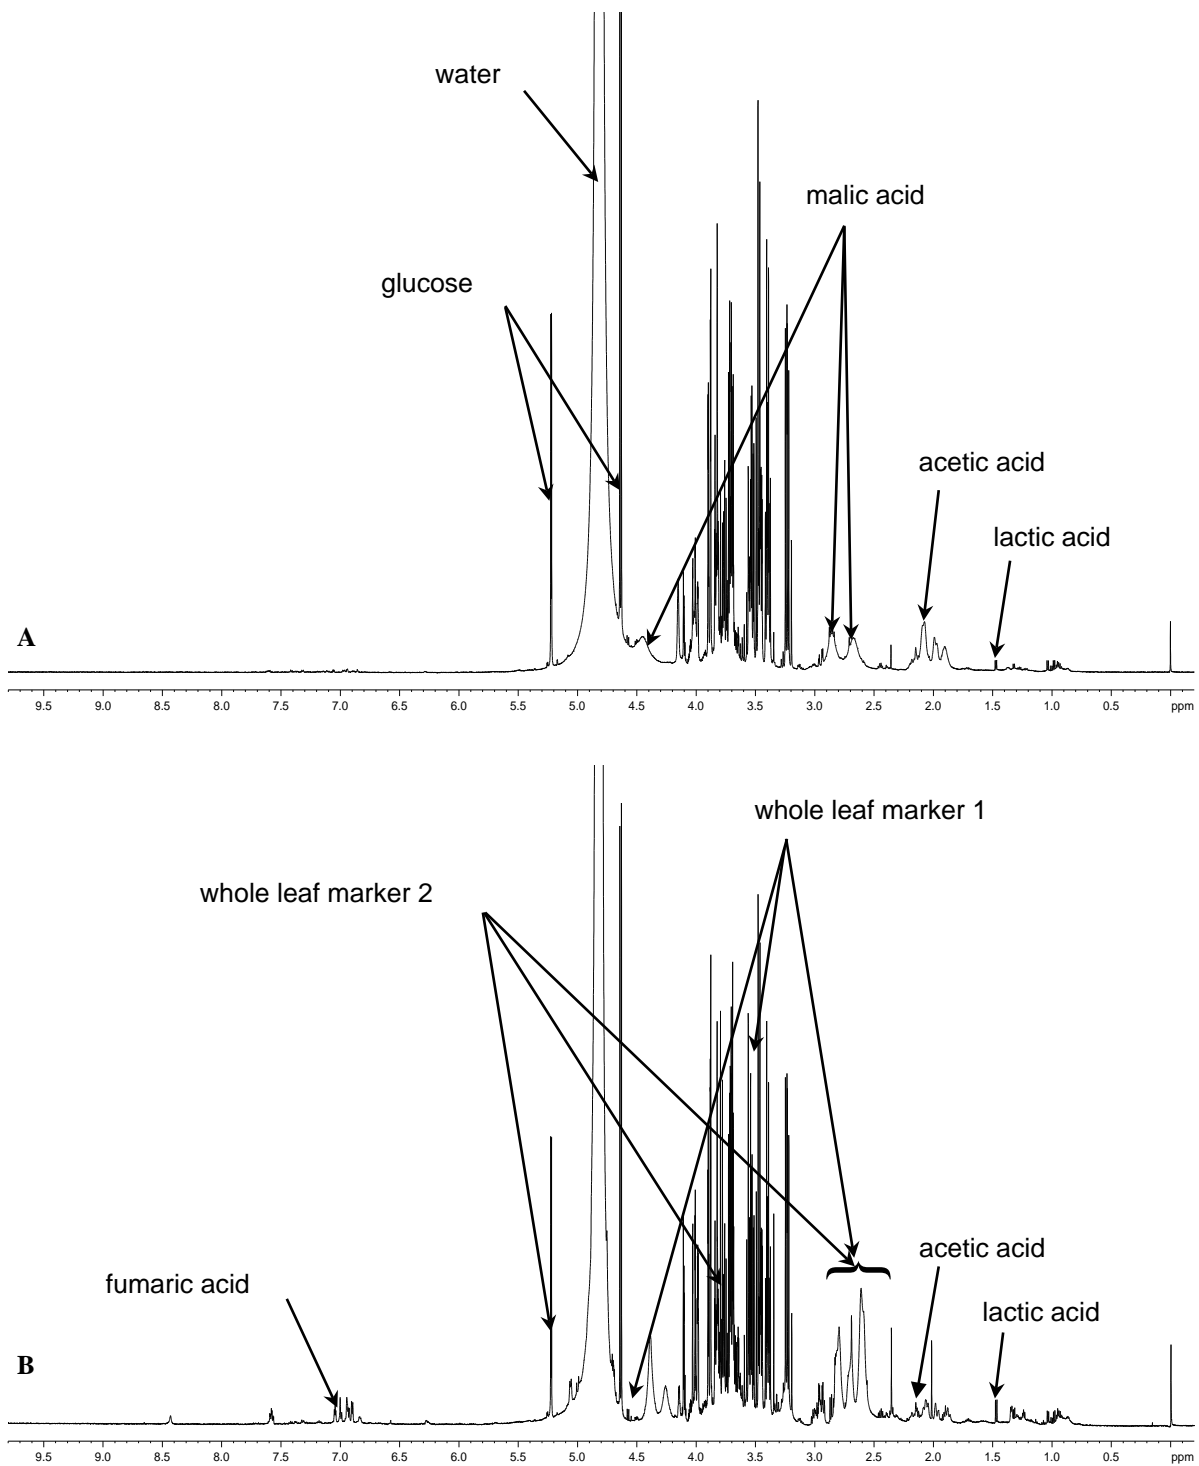 water
malic acid
glucose
acetic acid
lactic acid
A
9.5 9.0 8.5 8.0 7.5 7.0 6.5 6.0 5.5 5.0 4.5 4.0 3.5 3.0 2.5 2.0 1.5 1.0 0.5 ppm
whole leaf marker 1
whole leaf marker 2
acetic acid
fumaric acid
lactic acid
B
9.5 9.0 8.5 8.0 7.5 7.0 6.5 6.0 5.5 5.0 4.5 4.0 3.5 3.0 2.5 2.0 1.5 1.0 0.5 ppm